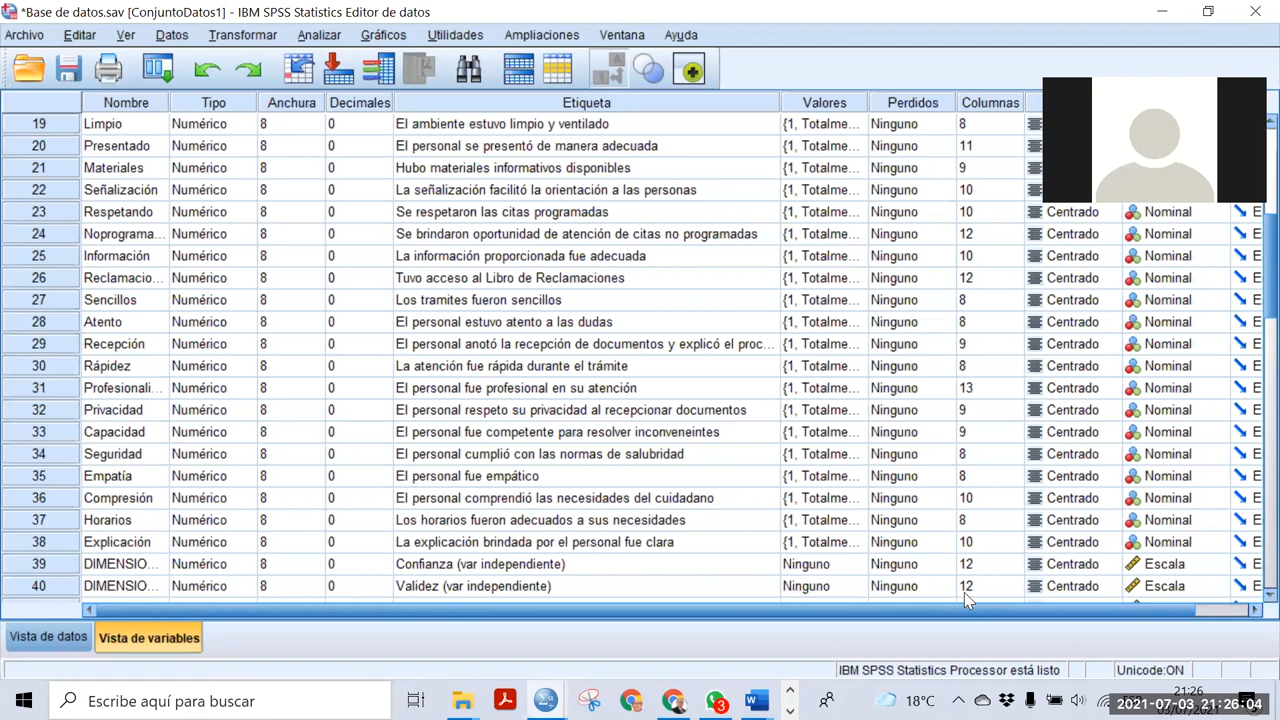 *Base de datos.sav [ConjuntoDatos1] - IBM SPSS Statistics Editor de datos
Archivo Editar Ver Datos Transformar Analizar Gráficos Utilidades Ampliaciones Ventana Ayuda
Nombre Tipo Anchura Decimales Etiqueta Valores Perdidos Columnas
19 Limpio Numérico 8 0 El ambiente estuvo limpio y ventilado {1, Totalme... Ninguno 8
20 Presentado Numérico 8 0 El personal se presentó de manera adecuada {1, Totalme... Ninguno 11
21 Materiales Numérico 8 0 Hubo materiales informativos disponibles {1, Totalme... Ninguno 9
22 Señalización Numérico 8 0 La señalización facilitó la orientación a las personas {1, Totalme... Ninguno 10
23 Respetando Numérico 8 0 Se respetaron las citas programadas {1, Totalme... Ninguno 10 Centrado Nominal E
24 Noprograma... Numérico 8 0 Se brindaron oportunidad de atención de citas no programadas {1, Totalme... Ninguno 12 Centrado Nominal E
25 Información Numérico 8 0 La información proporcionada fue adecuada {1, Totalme... Ninguno 10 Centrado Nominal E
26 Reclamacio... Numérico 8 0 Tuvo acceso al Libro de Reclamaciones {1, Totalme... Ninguno 12 Centrado Nominal E
27 Sencillos Numérico 8 0 Los tramites fueron sencillos {1, Totalme... Ninguno 8 Centrado Nominal E
28 Atento Numérico 8 0 El personal estuvo atento a las dudas {1, Totalme... Ninguno 8 Centrado Nominal E
29 Recepción Numérico 8 0 El personal anotó la recepción de documentos y explicó el proc... {1, Totalme... Ninguno 9 Centrado Nominal E
30 Rápidez Numérico 8 0 La atención fue rápida durante el trámite {1, Totalme... Ninguno 8 Centrado Nominal E
31 Profesionali... Numérico 8 0 El personal fue profesional en su atención {1, Totalme... Ninguno 13 Centrado Nominal E
32 Privacidad Numérico 8 0 El personal respeto su privacidad al recepcionar documentos {1, Totalme... Ninguno 9 Centrado Nominal E
33 Capacidad Numérico 8 0 El personal fue competente para resolver inconveneintes {1, Totalme... Ninguno 9 Centrado Nominal E
34 Seguridad Numérico 8 0 El personal cumplió con las normas de salubridad {1, Totalme... Ninguno 8 Centrado Nominal E
35 Empatía Numérico 8 0 El personal fue empático {1, Totalme... Ninguno 8 Centrado Nominal E
36 Compresión Numérico 8 0 El personal comprendió las necesidades del cuidadano {1, Totalme... Ninguno 10 Centrado Nominal E
37 Horarios Numérico 8 0 Los horarios fueron adecuados a sus necesidades {1, Totalme... Ninguno 8 Centrado Nominal E
38 Explicación Numérico 8 0 La explicación brindada por el personal fue clara {1, Totalme... Ninguno 10 Centrado Nominal E
39 DIMENSIO... Numérico 8 0 Confianza (var independiente) Ninguno Ninguno 12 Centrado Escala E
40 DIMENSIO... Numérico 8 0 Validez (var independiente) Ninguno Ninguno 12 Centrado Escala E
Vista de datos Vista de variables
IBM SPSS Statistics Processor está listo Unicode:ON
Escribe aquí para buscar 3 18°C 21:26
2021-07-03 21:26:04